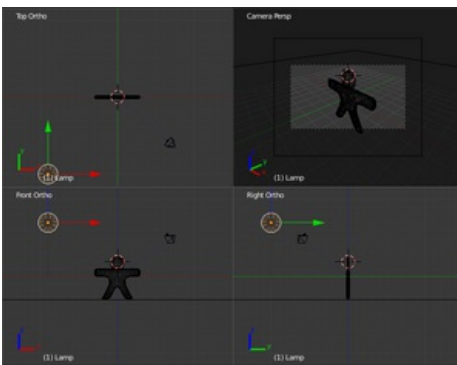 Top Ortho
Camera Persp
(1) Lamp
(1) Lamp
Front Ortho
Right Ortho
(1) Lamp
(1) Lamp